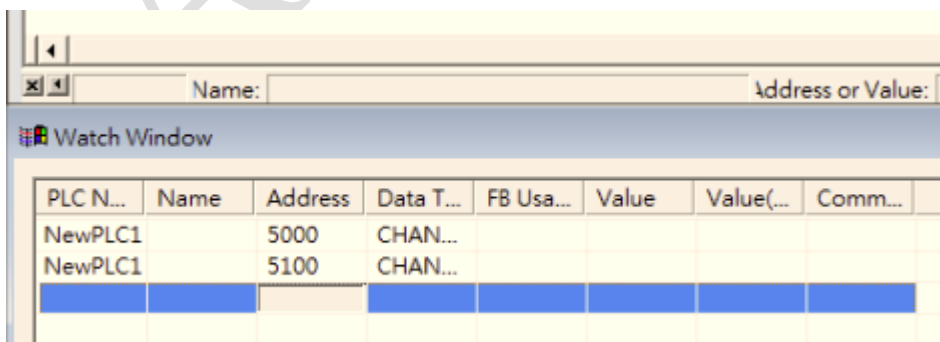 Name: Address or Value:
Watch Window
PLC N... Name Address Data T... FB Usa... Value Value(... Comm...
NewPLC1 5000 CHAN...
NewPLC1 5100 CHAN...